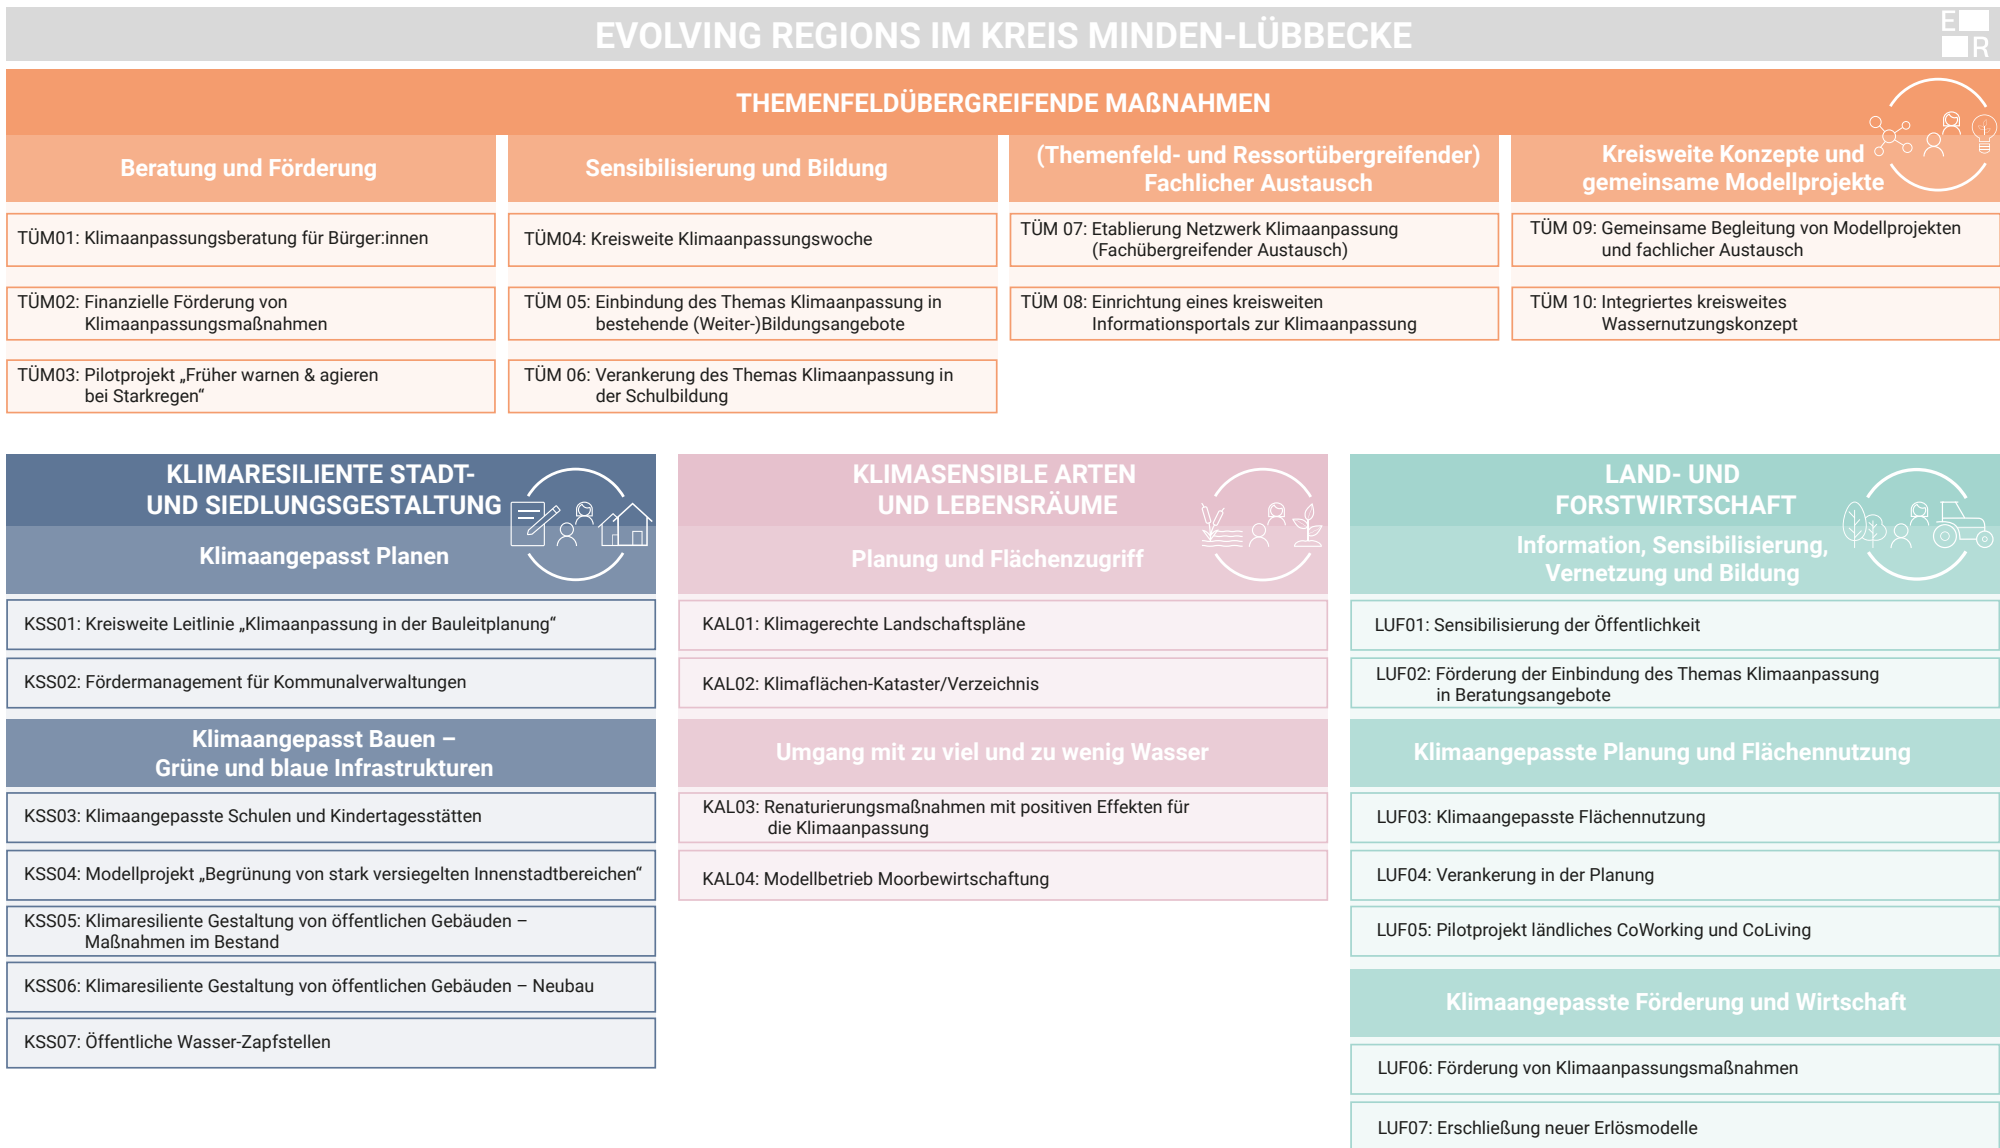 EVOLVING REGIONS IM KREIS MINDEN-LÜBBECKE
E
R
THEMENFELDÜBERGREIFENDE MAßNAHMEN
Beratung und Förderung
TÜM01: Klimaanpassungsberatung für Bürger:innen
TÜM02: Finanzielle Förderung von
Klimaanpassungsmaßnahmen
TÜM03: Pilotprojekt „Früher warnen & agieren
bei Starkregen“
Sensibilisierung und Bildung
TÜM04: Kreisweite Klimaanpassungswoche
TÜM 05: Einbindung des Themas Klimaanpassung in
bestehende (Weiter-)Bildungsangebote
TÜM 06: Verankerung des Themas Klimaanpassung in
der Schulbildung
(Themenfeld- und Ressortübergreifender)
Fachlicher Austausch
TÜM 07: Etablierung Netzwerk Klimaanpassung
(Fachübergreifender Austausch)
TÜM 08: Einrichtung eines kreisweiten
Informationsportals zur Klimaanpassung
Kreisweite Konzepte und
gemeinsame Modellprojekte
TÜM 09: Gemeinsame Begleitung von Modellprojekten
und fachlicher Austausch
TÜM 10: Integriertes kreisweites
Wassernutzungskonzept
KLIMARESILIENTE STADT-
UND SIEDLUNGSGESTALTUNG
Klimaangepasst Planen
KSS01: Kreisweite Leitlinie „Klimaanpassung in der Bauleitplanung“
KSS02: Fördermanagement für Kommunalverwaltungen
Klimaangepasst Bauen –
Grüne und blaue Infrastrukturen
KSS03: Klimaangepasste Schulen und Kindertagesstätten
KSS04: Modellprojekt „Begrünung von stark versiegelten Innenstadtbereichen“
KSS05: Klimaresiliente Gestaltung von öffentlichen Gebäuden –
Maßnahmen im Bestand
KSS06: Klimaresiliente Gestaltung von öffentlichen Gebäuden – Neubau
KSS07: Öffentliche Wasser-Zapfstellen
KLIMASENSIBLE ARTEN
UND LEBENSRÄUME
Planung und Flächenzugriff
KAL01: Klimagerechte Landschaftspläne
KAL02: Klimaflächen-Kataster/Verzeichnis
Umgang mit zu viel und zu wenig Wasser
KAL03: Renaturierungsmaßnahmen mit positiven Effekten für
die Klimaanpassung
KAL04: Modellbetrieb Moorbewirtschaftung
LAND- UND
FORSTWIRTSCHAFT
Information, Sensibilisierung,
Vernetzung und Bildung
LUF01: Sensibilisierung der Öffentlichkeit
LUF02: Förderung der Einbindung des Themas Klimaanpassung
in Beratungsangebote
Klimaangepasste Planung und Flächennutzung
LUF03: Klimaangepasste Flächennutzung
LUF04: Verankerung in der Planung
LUF05: Pilotprojekt ländliches CoWorking und CoLiving
Klimaangepasste Förderung und Wirtschaft
LUF06: Förderung von Klimaanpassungsmaßnahmen
LUF07: Erschließung neuer Erlösmodelle